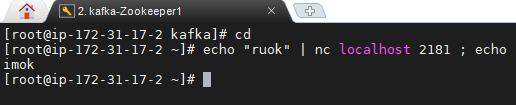 2. kafka-Zookeeper1
[root@ip-172-31-17-2 kafka]# cd
[root@ip-172-31-17-2 ~]# echo "ruok" | nc localhost 2181 ; echo
imok
[root@ip-172-31-17-2 ~]#